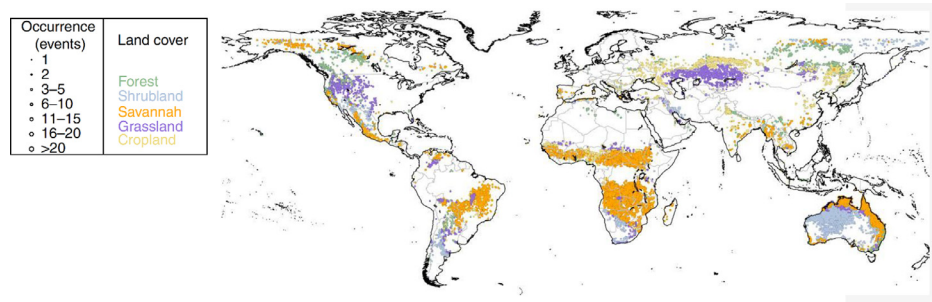 Occurrence
(events)
1
2
3–5
6–10
11–15
16–20
>20
Land cover
Forest
Shrubland
Savannah
Grassland
Cropland